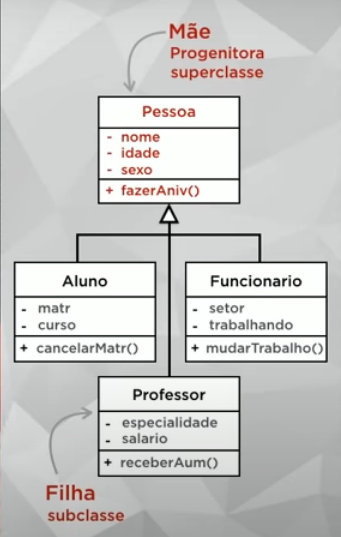 Mãe
Progenitora
superclasse
Pessoa
- nome
- idade
- sexo
+ fazerAniv()
Aluno
- matr
- curso
+ cancelarMatr()
Funcionario
- setor
- trabalhando
+ mudarTrabalho()
Professor
- especialidade
- salario
+ receberAum()
Filha
subclasse